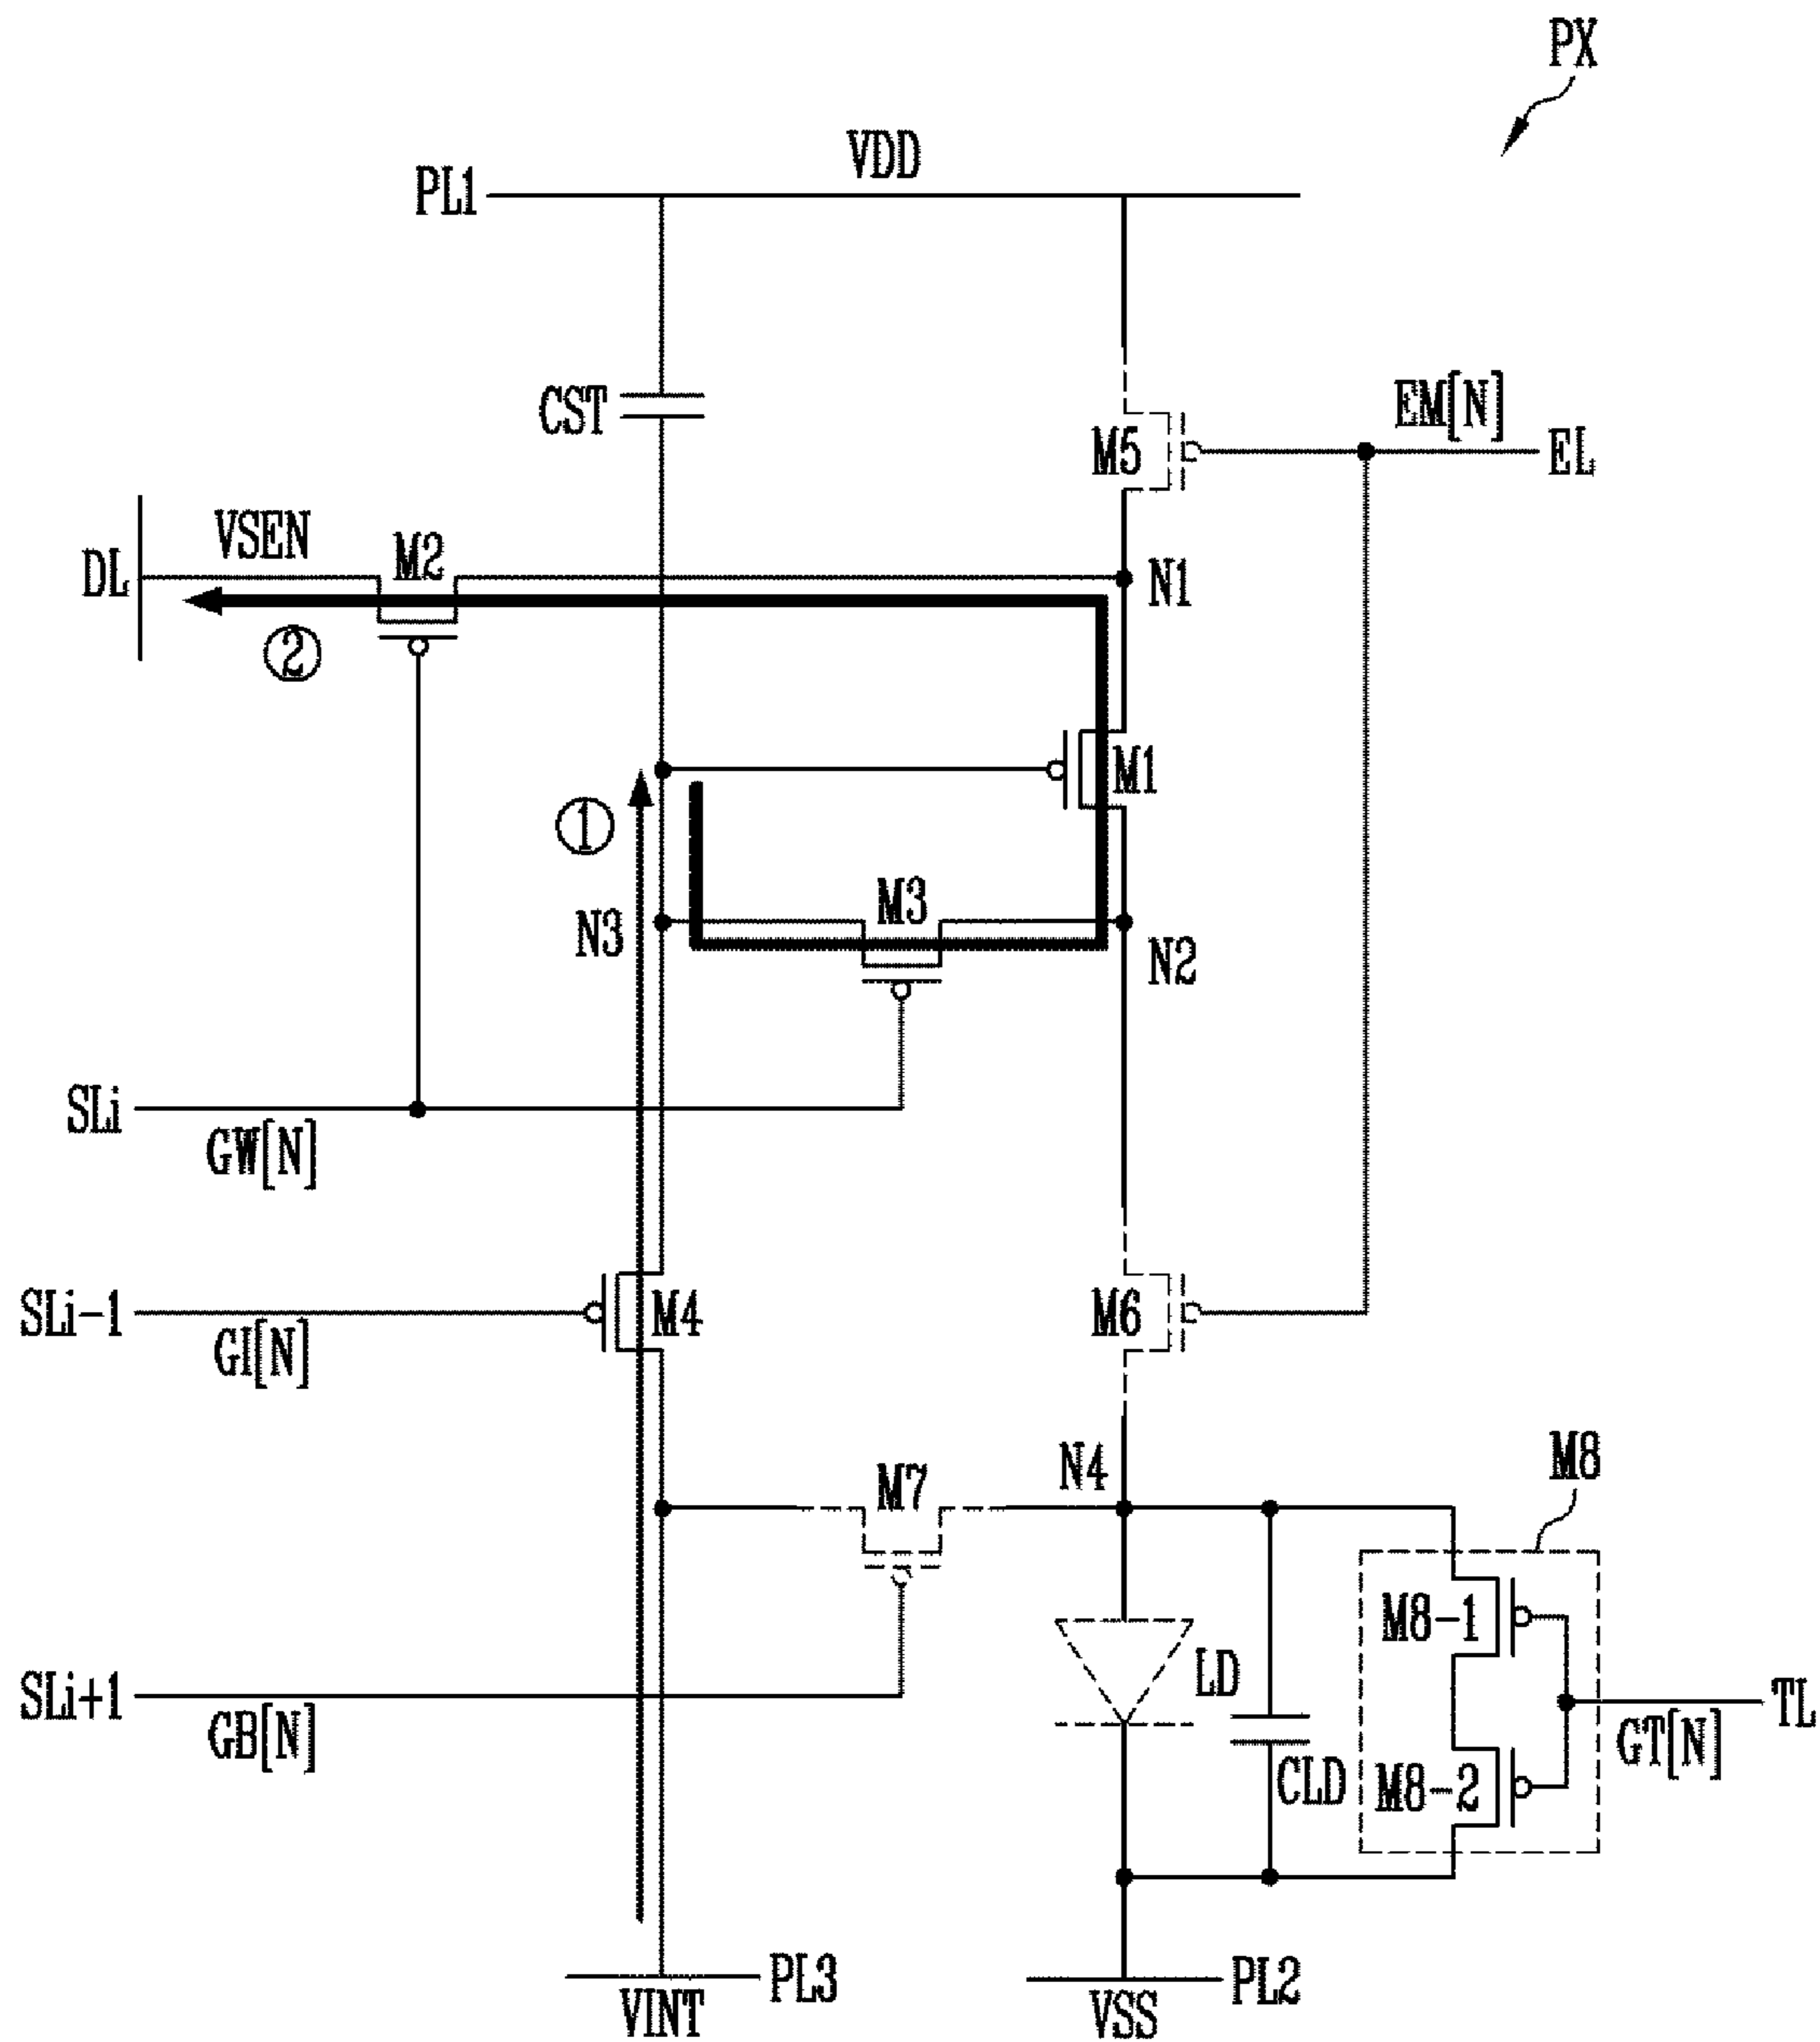 PX
VDD
PL1
CST
EM[N]
M5
EL
VSEN
M2
DL
N1
②
M1
①
M3
N3
N2
SLi
GW[N]
SLi-1
M4
M6
GI[N]
M8
N4
M7
M8-1
LD
SLi+1
TL
GB[N]
GT[N]
CLD
M8-2
PL3
PL2
VINT
VSS